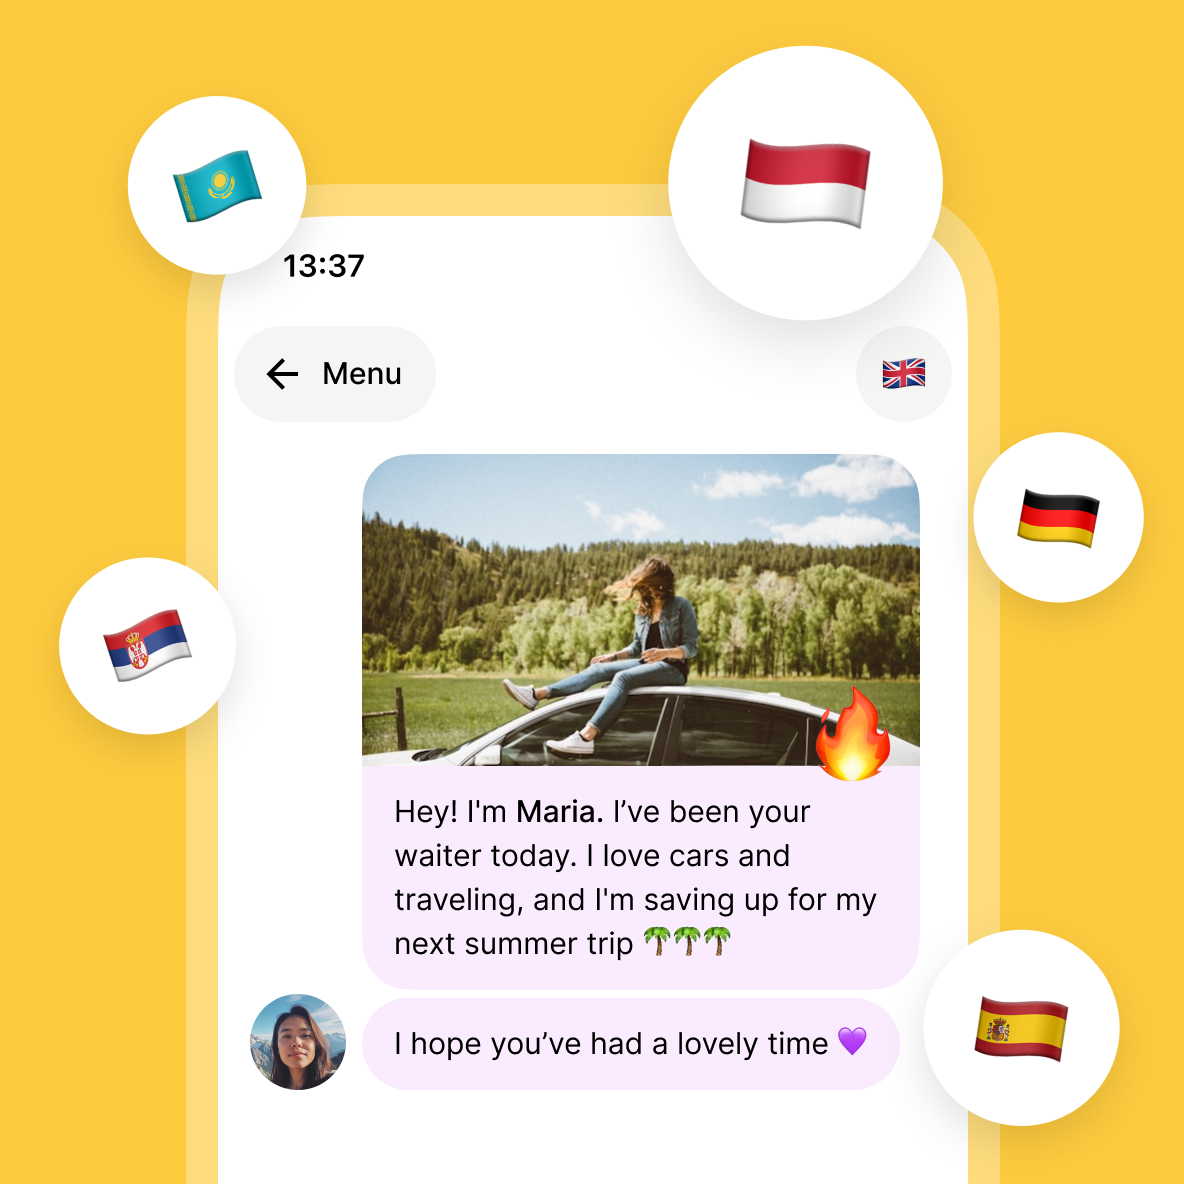 13:37
Menu
Hey! I'm Maria. I’ve been your
waiter today. I love cars and
traveling, and I'm saving up for my
next summer trip 🌴🌴🌴
I hope you’ve had a lovely time 💜